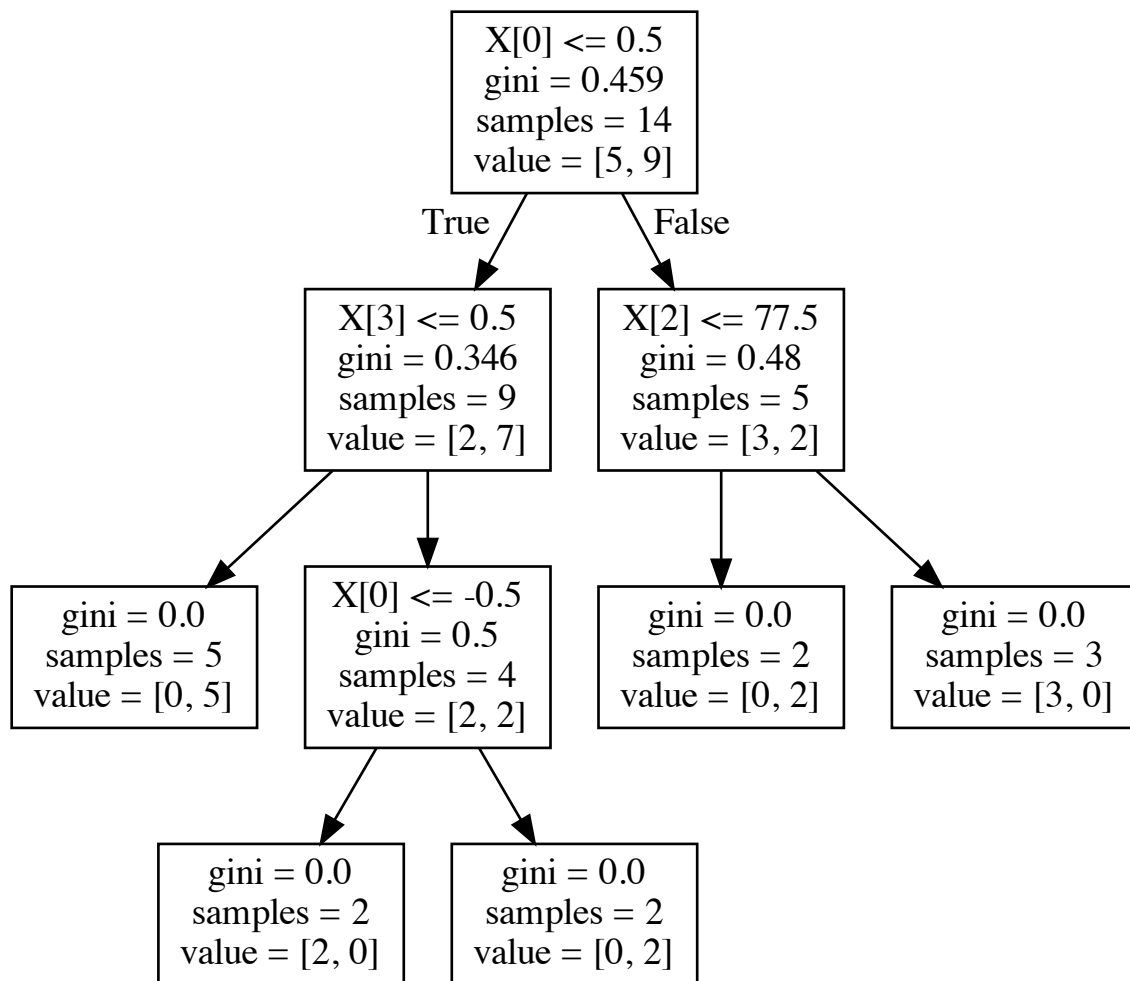 X[0] <= 0.5
gini = 0.459
samples = 14
value = [5, 9]
True
False
X[3] <= 0.5
gini = 0.346
samples = 9
value = [2, 7]
X[2] <= 77.5
gini = 0.48
samples = 5
value = [3, 2]
gini = 0.0
samples = 5
value = [0, 5]
X[0] <= -0.5
gini = 0.5
samples = 4
value = [2, 2]
gini = 0.0
samples = 2
value = [0, 2]
gini = 0.0
samples = 3
value = [3, 0]
gini = 0.0
samples = 2
value = [2, 0]
gini = 0.0
samples = 2
value = [0, 2]